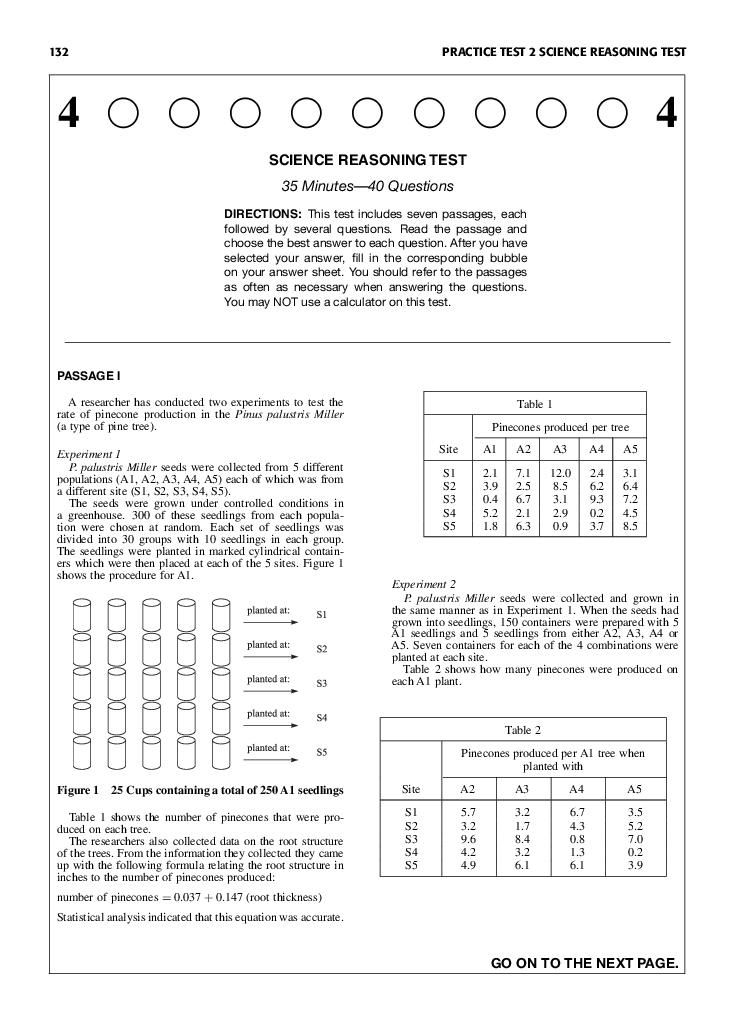 132
PRACTICE TEST 2 SCIENCE REASONING TEST
4
4
SCIENCE REASONING TEST
35 Minutes—40 Questions
DIRECTIONS: This test includes seven passages, each
followed by several questions. Read the passage and
choose the best answer to each question. After you have
selected your answer, fill in the corresponding bubble
on your answer sheet. You should refer to the passages
as often as necessary when answering the questions.
You may NOT use a calculator on this test.
PASSAGE I
A researcher has conducted two experiments to test the
rate of pinecone production in the Pinus palustris Miller
(a type of pine tree).
Experiment 1
P. palustris Miller seeds were collected from 5 different
populations (A1, A2, A3, A4, A5) each of which was from
a different site (S1, S2, S3, S4, S5).
The seeds were grown under controlled conditions in
a greenhouse. 300 of these seedlings from each popula-
tion were chosen at random. Each set of seedlings was
divided into 30 groups with 10 seedlings in each group.
The seedlings were planted in marked cylindrical contain-
ers which were then placed at each of the 5 sites. Figure 1
shows the procedure for A1.
planted at: S1
planted at: S2
planted at: S3
planted at: S4
planted at: S5
Figure 1 25 Cups containing a total of 250 A1 seedlings
Table 1 shows the number of pinecones that were pro-
duced on each tree.
The researchers also collected data on the root structure
of the trees. From the information they collected they came
up with the following formula relating the root structure in
inches to the number of pinecones produced:
number of pinecones = 0.037 + 0.147 (root thickness)
Statistical analysis indicated that this equation was accurate.
Table 1
Pinecones produced per tree
Site A1 A2 A3 A4 A5
S1 2.1 7.1 12.0 2.4 3.1
S2 3.9 2.5 8.5 6.2 6.4
S3 0.4 6.7 3.1 9.3 7.2
S4 5.2 2.1 2.9 0.2 4.5
S5 1.8 6.3 0.9 3.7 8.5
Experiment 2
P. palustris Miller seeds were collected and grown in
the same manner as in Experiment 1. When the seeds had
grown into seedlings, 150 containers were prepared with 5
A1 seedlings and 5 seedlings from either A2, A3, A4 or
A5. Seven containers for each of the 4 combinations were
planted at each site.
Table 2 shows how many pinecones were produced on
each A1 plant.
Table 2
Pinecones produced per A1 tree when
planted with
Site A2 A3 A4 A5
S1 5.7 3.2 6.7 3.5
S2 3.2 1.7 4.3 5.2
S3 9.6 8.4 0.8 7.0
S4 4.2 3.2 1.3 0.2
S5 4.9 6.1 6.1 3.9
GO ON TO THE NEXT PAGE.